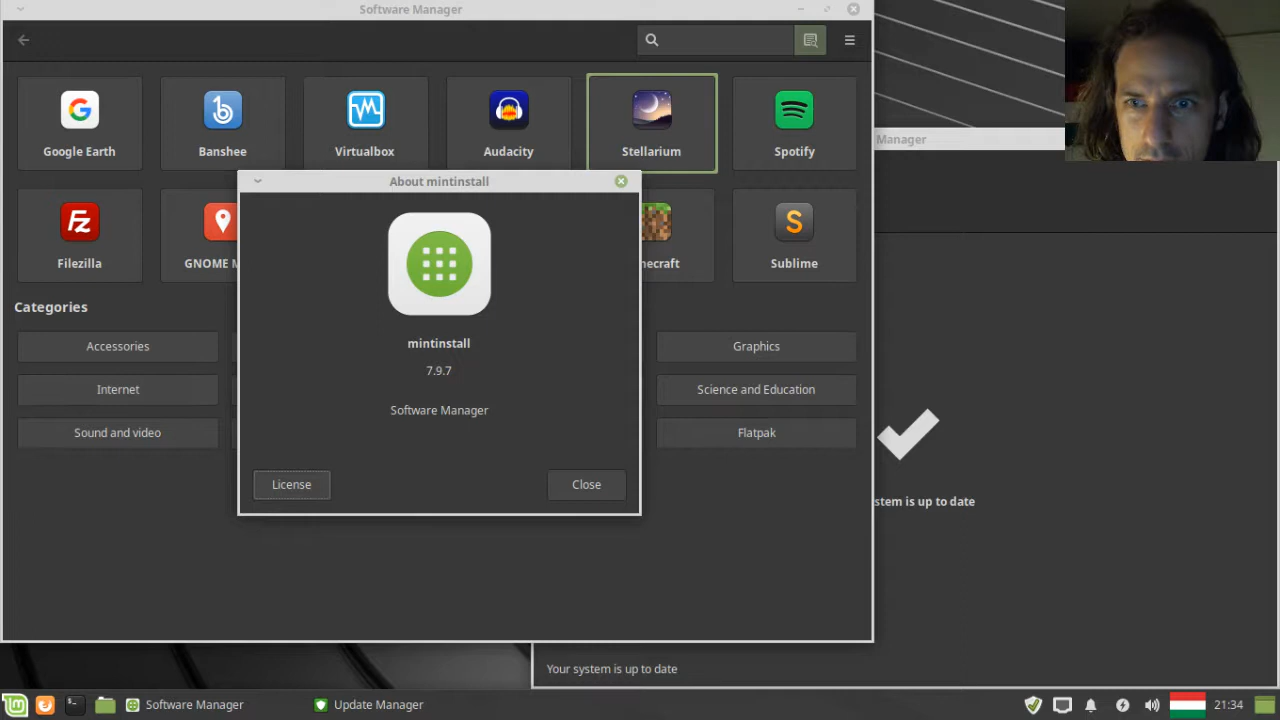 Software Manager
Google Earth
Banshee
Virtualbox
Audacity
Stellarium
Spotify
Manager
About mintinstall
Filezilla
GNOME M
necraft
Sublime
mintinstall
7.9.7
Software Manager
License
Close
Categories
Accessories
Graphics
Internet
Science and Education
Sound and video
Flatpak
stem is up to date
Your system is up to date
Software Manager
Update Manager
21:34